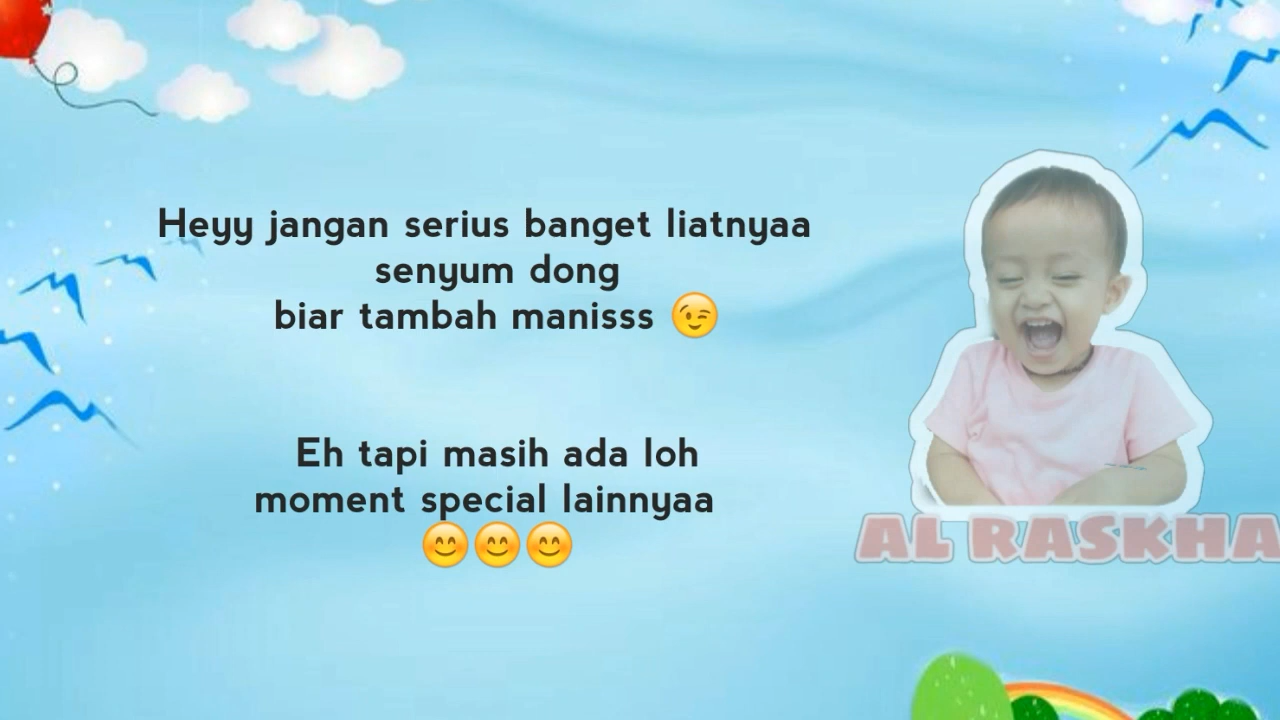 Heyy jangan serius banget liatnyaa
senyum dong
biar tambah manisss 😉
Eh tapi masih ada loh
moment special lainnyaa
😊😊😊
AL RASKHA